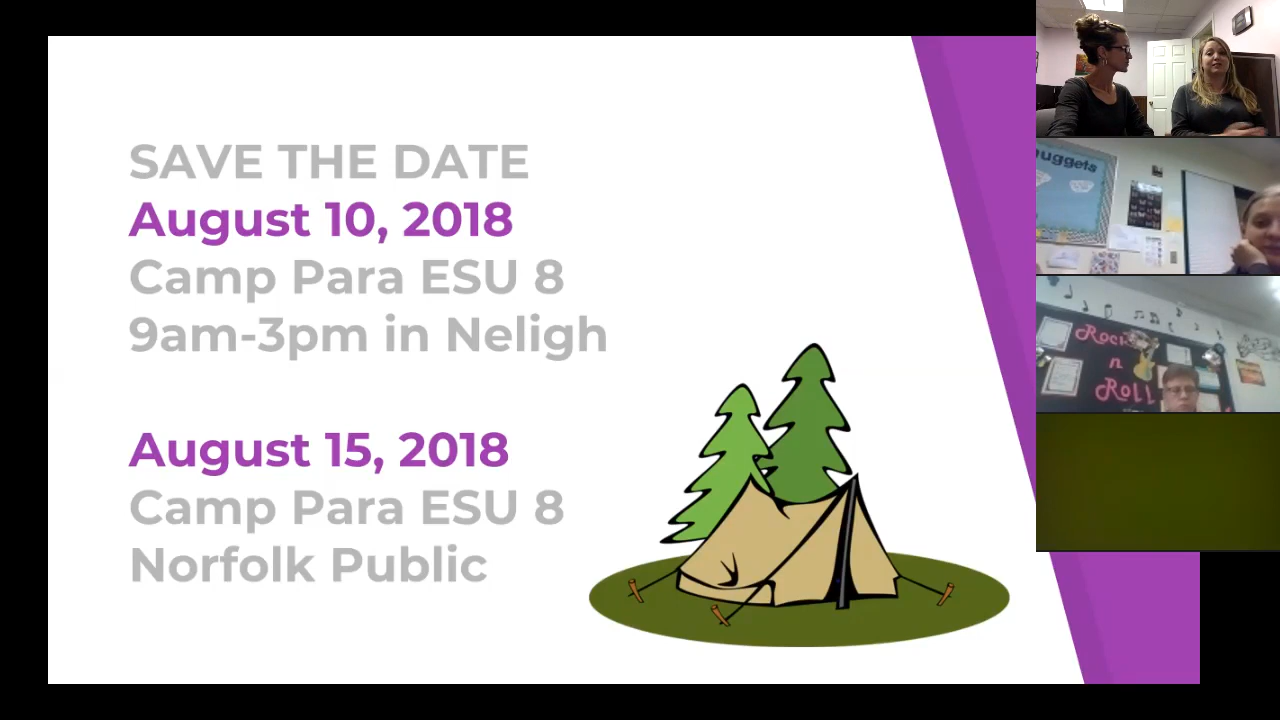 SAVE THE DATE
August 10, 2018
Camp Para ESU 8
9am-3pm in Neligh
August 15, 2018
Camp Para ESU 8
Norfolk Public
uggets
Rock
n
Roll